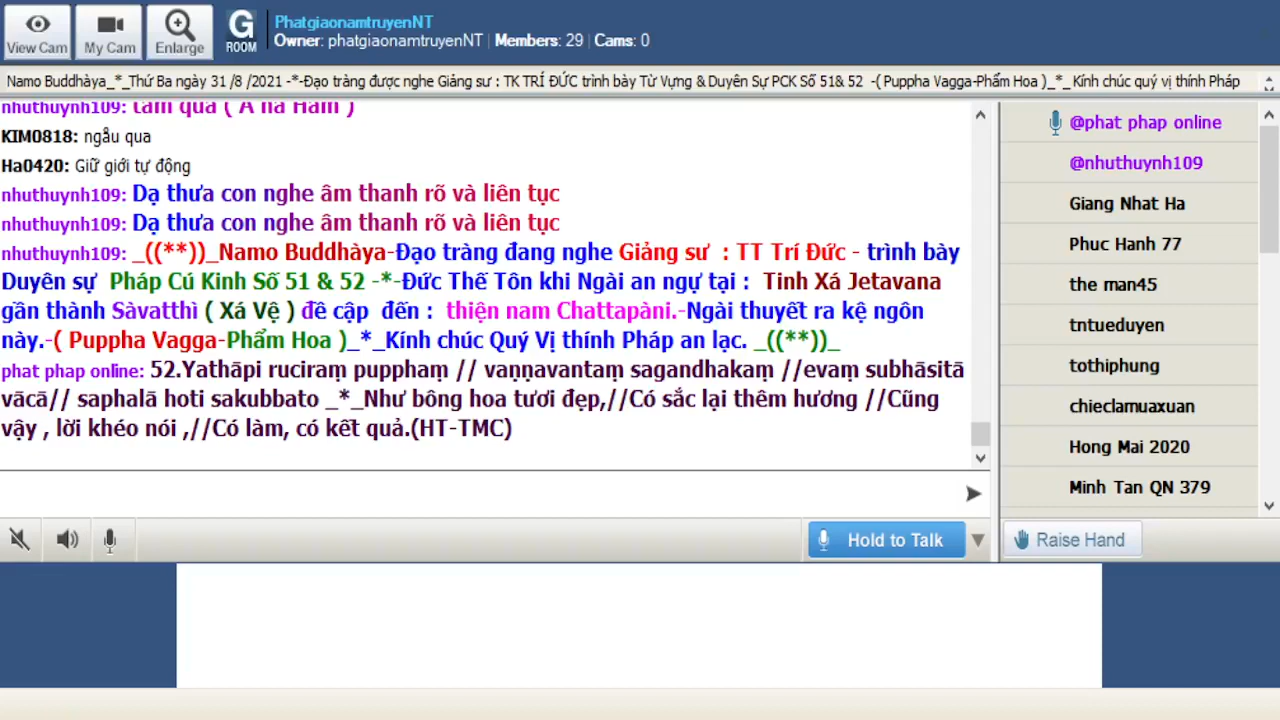 View Cam
My Cam
Enlarge
G
ROOM
PhatgiaonamtruyenNT
Owner: phatgiaonamtruyenNT | Members: 29 | Cams: 0
Namo Buddhàya_*_Thứ Ba ngày 31 /8 /2021 -*-Đạo tràng được nghe Giảng sư : TK TRÍ ĐỨC trình bày Từ Vựng & Duyên Sự PCK Số 51& 52 -( Puppha Vagga-Phẩm Hoa )_*_Kính chúc quý vị thính Pháp
nhuthuynh109: tam quả ( A na Hàm )
KIM0818: ngẫu qua
Ha0420: Giữ giới tự động
nhuthuynh109: Dạ thưa con nghe âm thanh rõ và liên tục
nhuthuynh109: Dạ thưa con nghe âm thanh rõ và liên tục
nhuthuynh109: _((**))_Namo Buddhàya-Đạo tràng đang nghe Giảng sư : TT Trí Đức - trình bày
Duyên sự Pháp Cú Kinh Số 51 & 52 -*-Đức Thế Tôn khi Ngài an ngự tại : Tinh Xá Jetavana
gần thành Sàvatthì ( Xá Vệ ) đề cập đến : thiện nam Chattapàni.-Ngài thuyết ra kệ ngôn
này.-( Puppha Vagga-Phẩm Hoa )_*_Kính chúc Quý Vị thính Pháp an lạc. _((**))_
phat phap online: 52.Yathāpi ruciraṃ pupphaṃ // vaṇṇavantaṃ sagandhakaṃ //evaṃ subhāsitā
vācā// saphalā hoti sakubbato _*_Như bông hoa tươi đẹp,//Có sắc lại thêm hương //Cũng
vậy , lời khéo nói ,//Có làm, có kết quả.(HT-TMC)
@phat phap online
@nhuthuynh109
Giang Nhat Ha
Phuc Hanh 77
the man45
tntueduyen
tothiphung
chieclamuaxuan
Hong Mai 2020
Minh Tan QN 379
Hold to Talk
Raise Hand